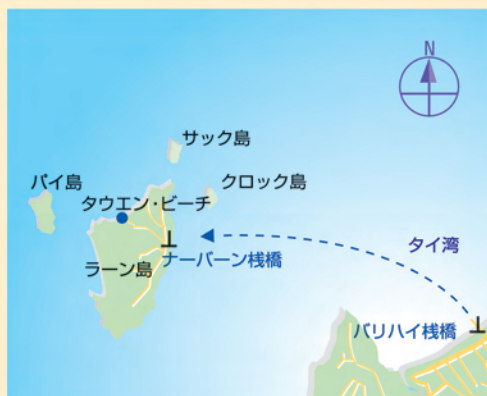 N
サック島
パイ島
クロック島
タウエン・ビーチ
タイ湾
ナーバーン桟橋
ラーン島
バリハイ桟橋